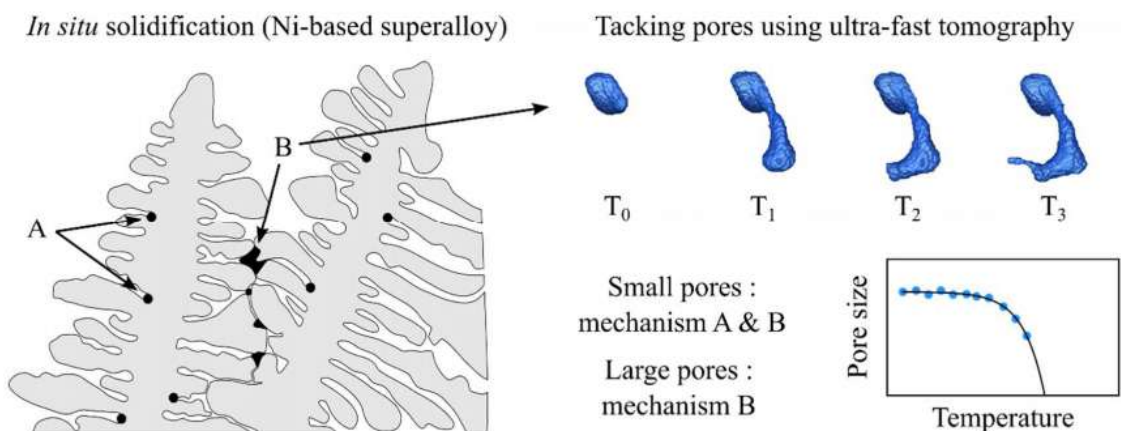 In situ solidification (Ni-based superalloy)
Tacking pores using ultra-fast tomography
A
B
T0
T1
T2
T3
Small pores :
mechanism A & B
Large pores :
mechanism B
Pore size
Temperature